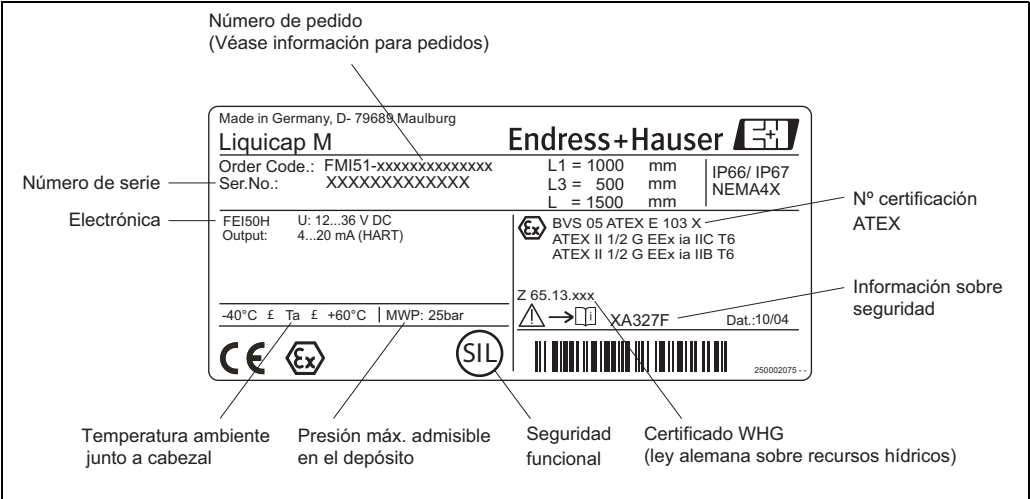 Número de pedido
(Véase información para pedidos)
Made in Germany, D- 79689 Maulburg
Liquicap M
Endress+Hauser
Order Code.: FMI51-xxxxxxxxxxxxxx
Ser.No.: XXXXXXXXXXXXX
L1 = 1000 mm
L3 = 500 mm
L = 1500 mm
IP66/ IP67
NEMA4X
Número de serie
Electrónica
FEI50H U: 12...36 V DC
Output: 4...20 mA (HART)
BVS 05 ATEX E 103 X
ATEX II 1/2 G EEx ia IIC T6
ATEX II 1/2 G EEx ia IIB T6
Nº certificación
ATEX
Z 65.13.xxx
XA327F
Dat.:10/04
Información sobre
seguridad
-40°C £ Ta £ +60°C MWP: 25bar
CE
Ex
SIL
250002075 - -
Temperatura ambiente
junto a cabezal
Presión máx. admisible
en el depósito
Seguridad
funcional
Certificado WHG
(ley alemana sobre recursos hídricos)